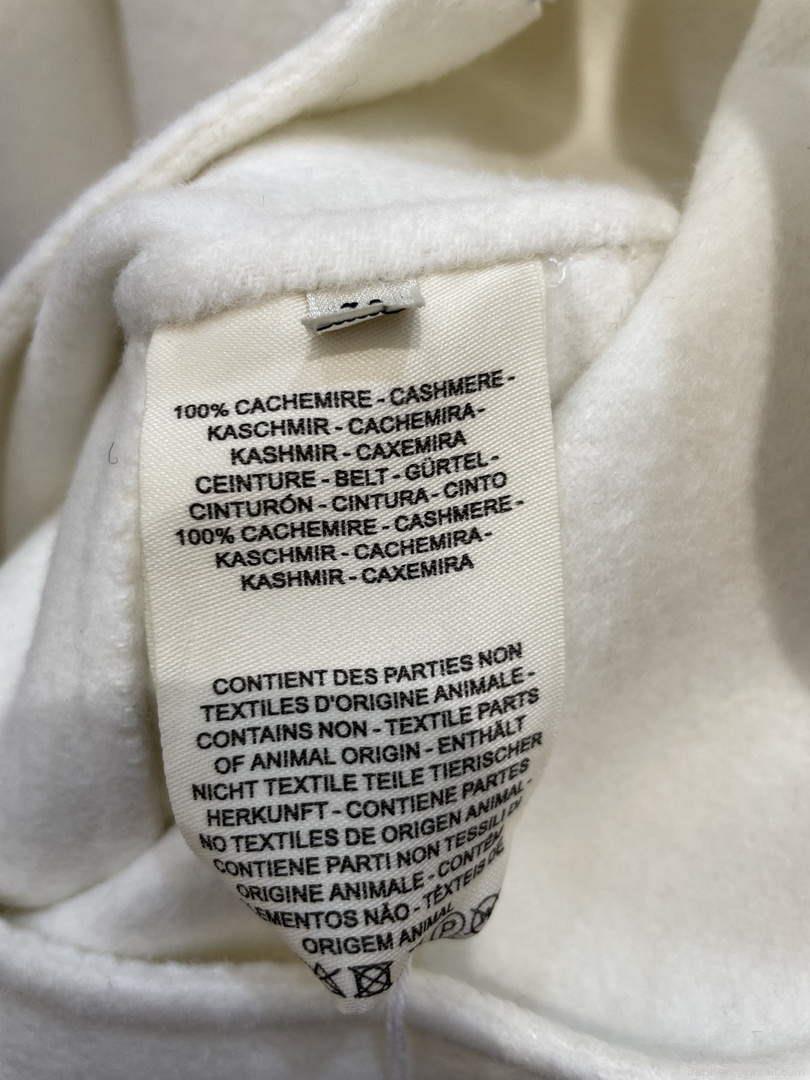 100% CACHEMIRE - CASHMERE -
KASCHMIR - CACHEMIRA -
KASHMIR - CAXEMIRA
CEINTURE - BELT - GÜRTEL -
CINTURÓN - CINTURA - CINTO
100% CACHEMIRE - CASHMERE -
KASCHMIR - CACHEMIRA -
KASHMIR - CAXEMIRA
CONTIENT DES PARTIES NON
TEXTILES D'ORIGINE ANIMALE -
CONTAINS NON - TEXTILE PARTS
OF ANIMAL ORIGIN - ENTHÄLT
NICHT TEXTILE TEILE TIERISCHER
HERKUNFT - CONTIENE PARTES
NO TEXTILES DE ORIGEN ANIMAL -
CONTIENE PARTI NON TESSILI DI
ORIGINE ANIMALE - CONTÉM
NÃO - TÊXTEIS DE
ORIGEM ANIMAL
P